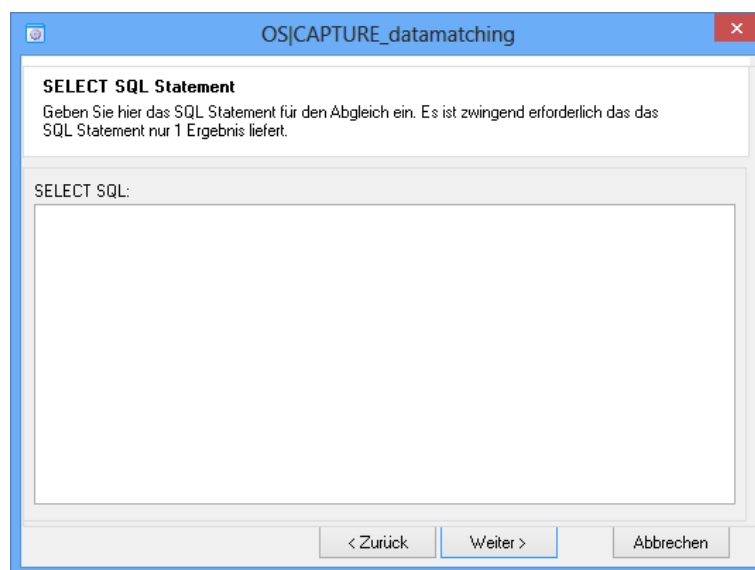 OS|CAPTURE_datamatching
SELECT SQL Statement
Geben Sie hier das SQL Statement für den Abgleich ein. Es ist zwingend erforderlich das das
SQL Statement nur 1 Ergebnis liefert.
SELECT SQL:
< Zurück Weiter > Abbrechen